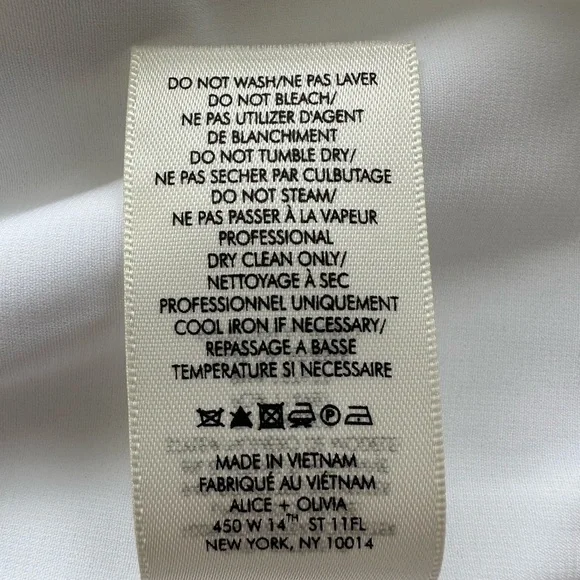 DO NOT WASH/NE PAS LAVER
DO NOT BLEACH/
NE PAS UTILIZER D'AGENT
DE BLANCHIMENT
DO NOT TUMBLE DRY/
NE PAS SECHER PAR CULBUTAGE
DO NOT STEAM/
NE PAS PASSER À LA VAPEUR
PROFESSIONAL
DRY CLEAN ONLY/
NETTOYAGE À SEC
PROFESSIONNEL UNIQUEMENT
COOL IRON IF NECESSARY/
REPASSAGE A BASSE
TEMPERATURE SI NECESSAIRE
P
MADE IN VIETNAM
FABRIQUÉ AU VIÉTNAM
ALICE + OLIVIA
450 W 14TH ST 11FL
NEW YORK, NY 10014